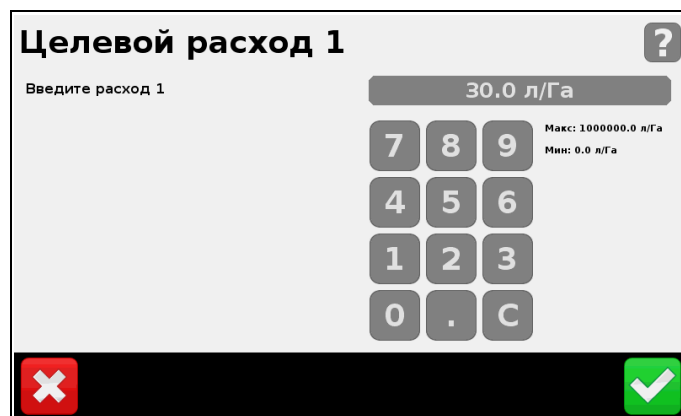 Целевой расход 1
?
Введите расход 1
30.0 л/Га
Макс: 1000000.0 л/Га
Мин: 0.0 л/Га
7 8 9
4 5 6
1 2 3
0 . C